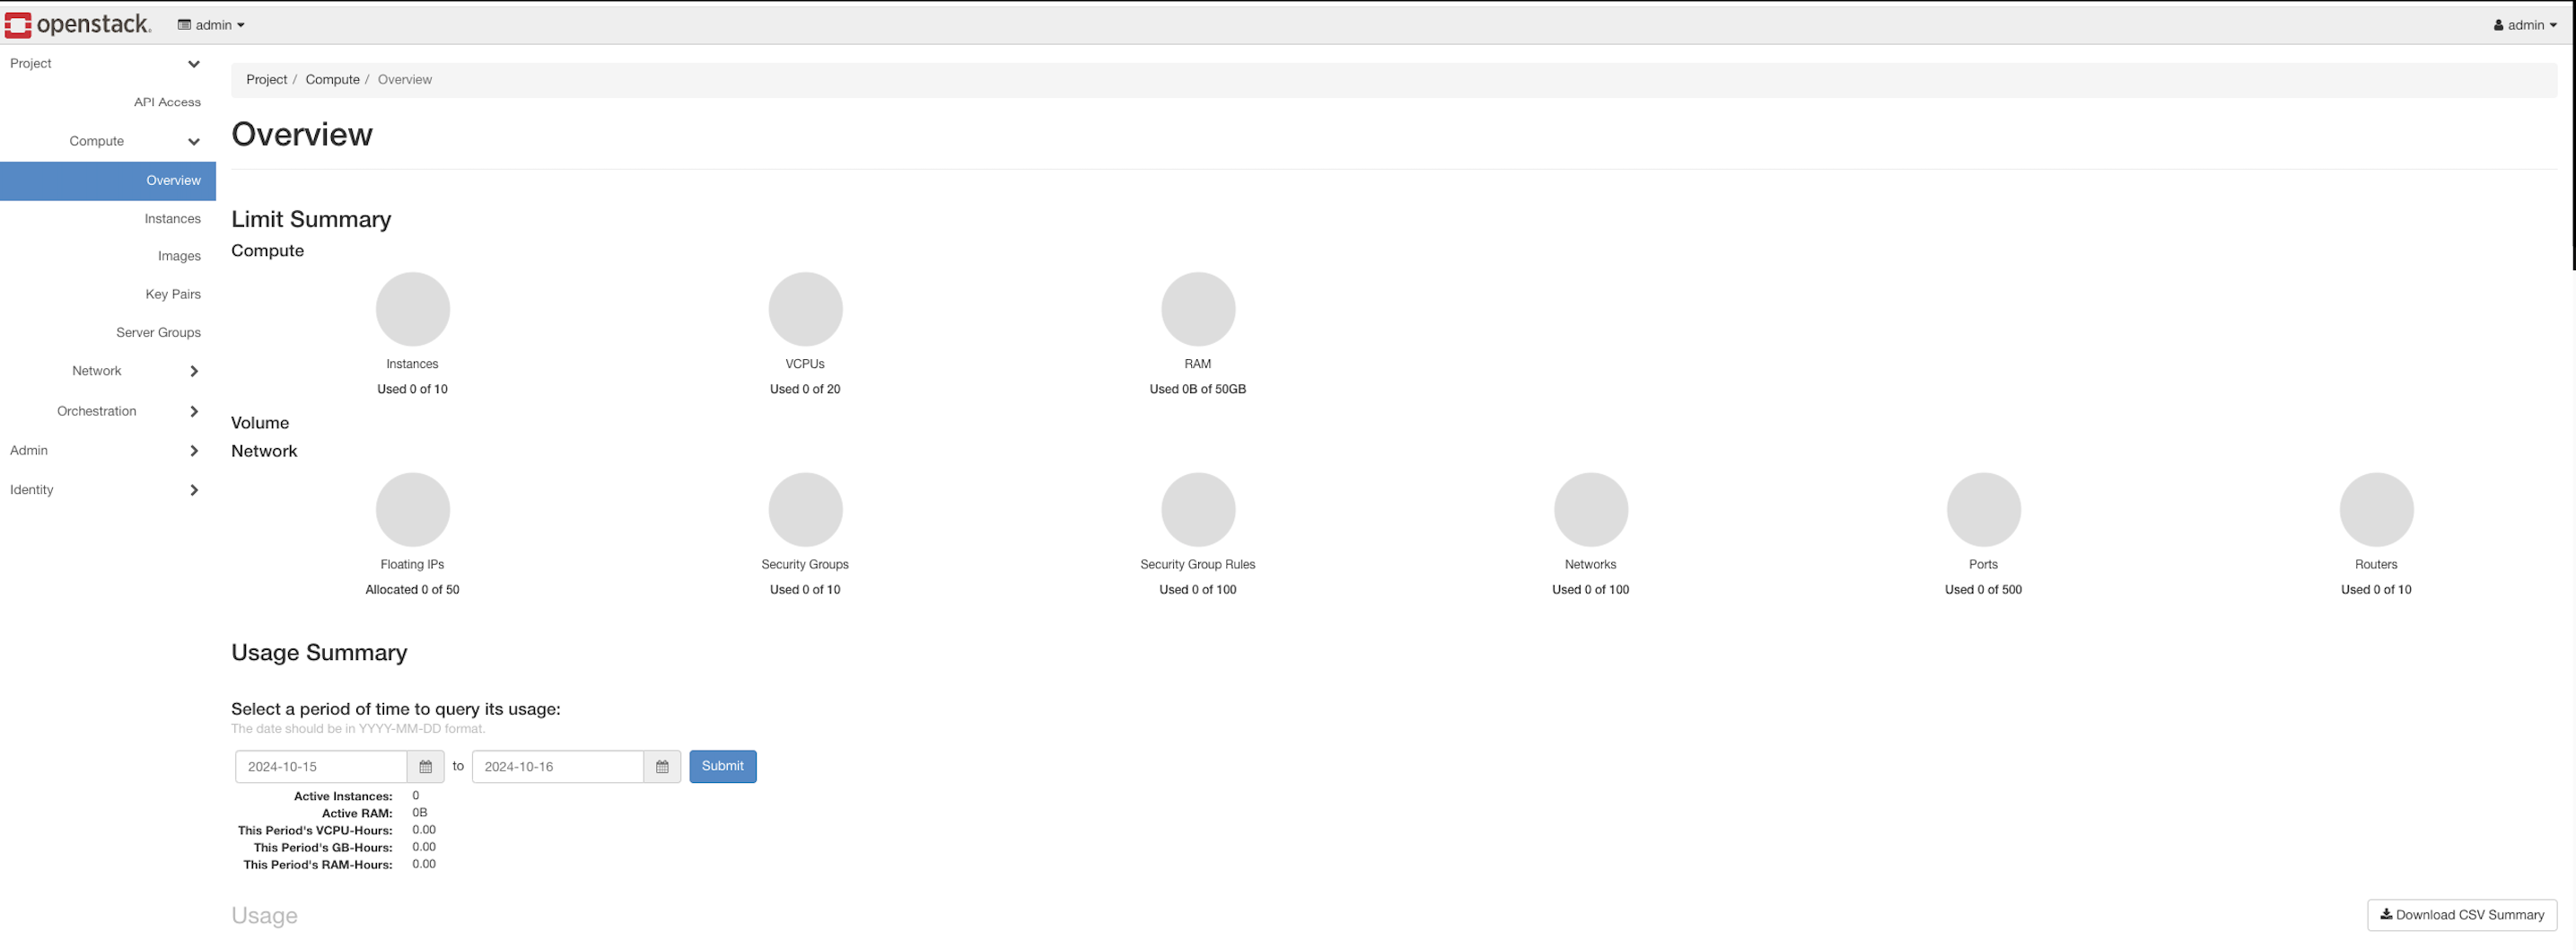 openstack. admin admin
Project
API Access
Compute
Overview
Instances
Images
Key Pairs
Server Groups
Network
Orchestration
Admin
Identity
Project / Compute / Overview
Overview
Limit Summary
Compute
Instances VCPUs RAM
Used 0 of 10 Used 0 of 20 Used 0B of 50GB
Volume
Network
Floating IPs Security Groups Security Group Rules Networks Ports Routers
Allocated 0 of 50 Used 0 of 10 Used 0 of 100 Used 0 of 100 Used 0 of 500 Used 0 of 10
Usage Summary
Select a period of time to query its usage:
The date should be in YYYY-MM-DD format.
2024-10-15 to 2024-10-16 Submit
Active Instances: 0
Active RAM: 0B
This Period's VCPU-Hours: 0.00
This Period's GB-Hours: 0.00
This Period's RAM-Hours: 0.00
Usage Download CSV Summary